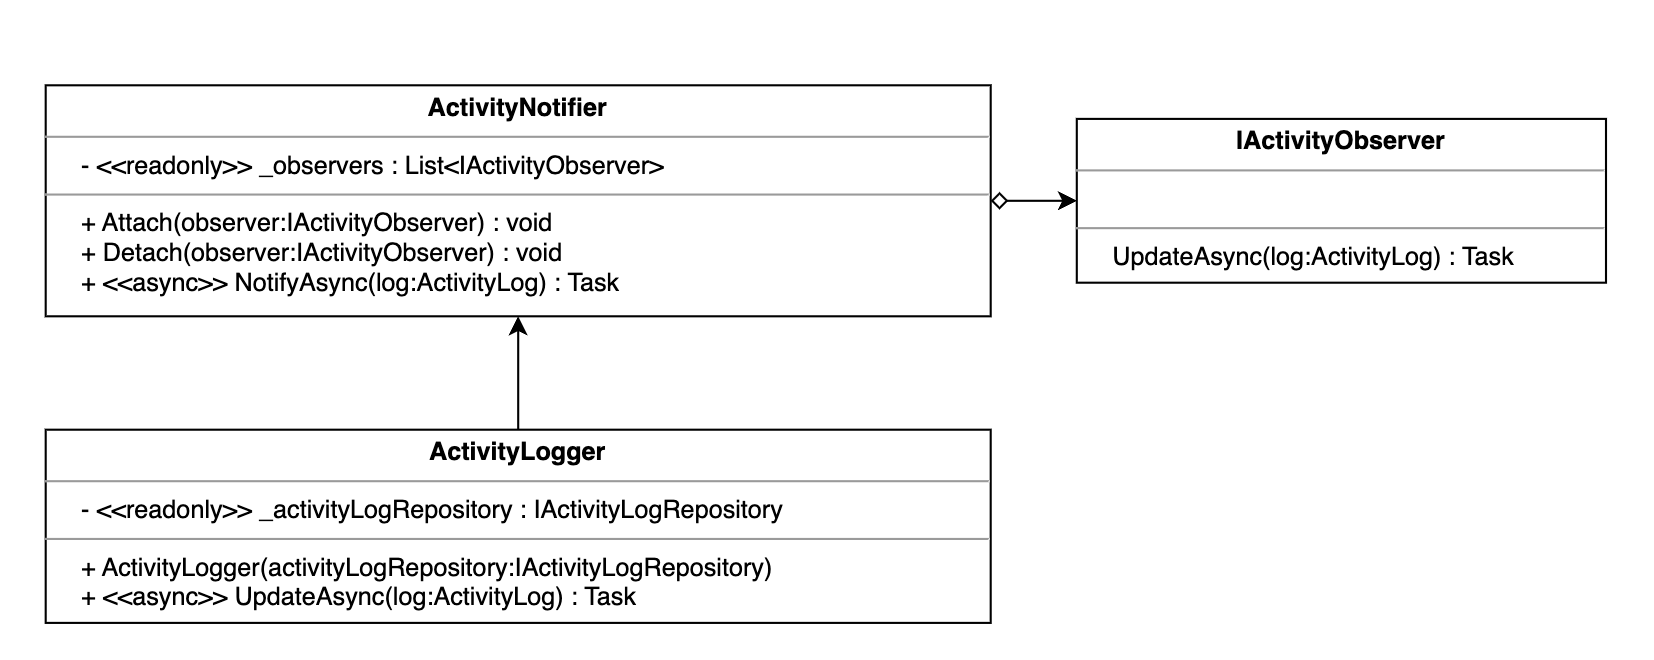 ActivityNotifier
- <<readonly>> _observers : List<IActivityObserver>
+ Attach(observer:IActivityObserver) : void
+ Detach(observer:IActivityObserver) : void
+ <<async>> NotifyAsync(log:ActivityLog) : Task
IActivityObserver
UpdateAsync(log:ActivityLog) : Task
ActivityLogger
- <<readonly>> _activityLogRepository : IActivityLogRepository
+ ActivityLogger(activityLogRepository:IActivityLogRepository)
+ <<async>> UpdateAsync(log:ActivityLog) : Task